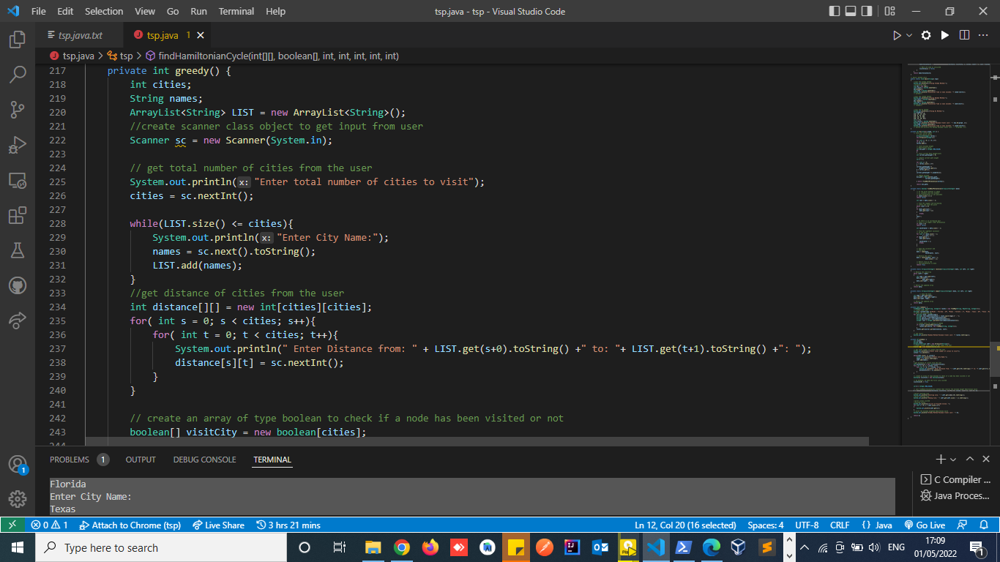 File Edit Selection View Go Run Terminal Help
tsp.java - tsp - Visual Studio Code
tsp.java.txt
tsp.java 1
tsp.java > tsp > findHamiltonianCycle(int[][], boolean[], int, int, int, int, int)
217 private int greedy() {
218 int cities;
219 String names;
220 ArrayList<String> LIST = new ArrayList<String>();
221 //create scanner class object to get input from user
222 Scanner sc = new Scanner(System.in);
223
224 // get total number of cities from the user
225 System.out.println(x: "Enter total number of cities to visit");
226 cities = sc.nextInt();
227
228 while(LIST.size() <= cities){
229 System.out.println(x: "Enter City Name:");
230 names = sc.next().toString();
231 LIST.add(names);
232 }
233 //get distance of cities from the user
234 int distance[][] = new int[cities][cities];
235 for( int s = 0; s < cities; s++){
236 for( int t = 0; t < cities; t++){
237 System.out.println(" Enter Distance from: " + LIST.get(s+0).toString() +" to: "+ LIST.get(t+1).toString() +": ");
238 distance[s][t] = sc.nextInt();
239 }
240 }
241
242 // create an array of type boolean to check if a node has been visited or not
243 boolean[] visitCity = new boolean[cities];
244
PROBLEMS 1 OUTPUT DEBUG CONSOLE TERMINAL
Florida
Enter City Name:
Texas
C Compiler ...
Java Proces...
1
0 1 Attach to Chrome (tsp) Live Share 3 hrs 21 mins Ln 12, Col 20 (16 selected) Spaces: 4 UTF-8 CRLF {} Java Go Live
Type here to search
ENG
17:09
01/05/2022
1